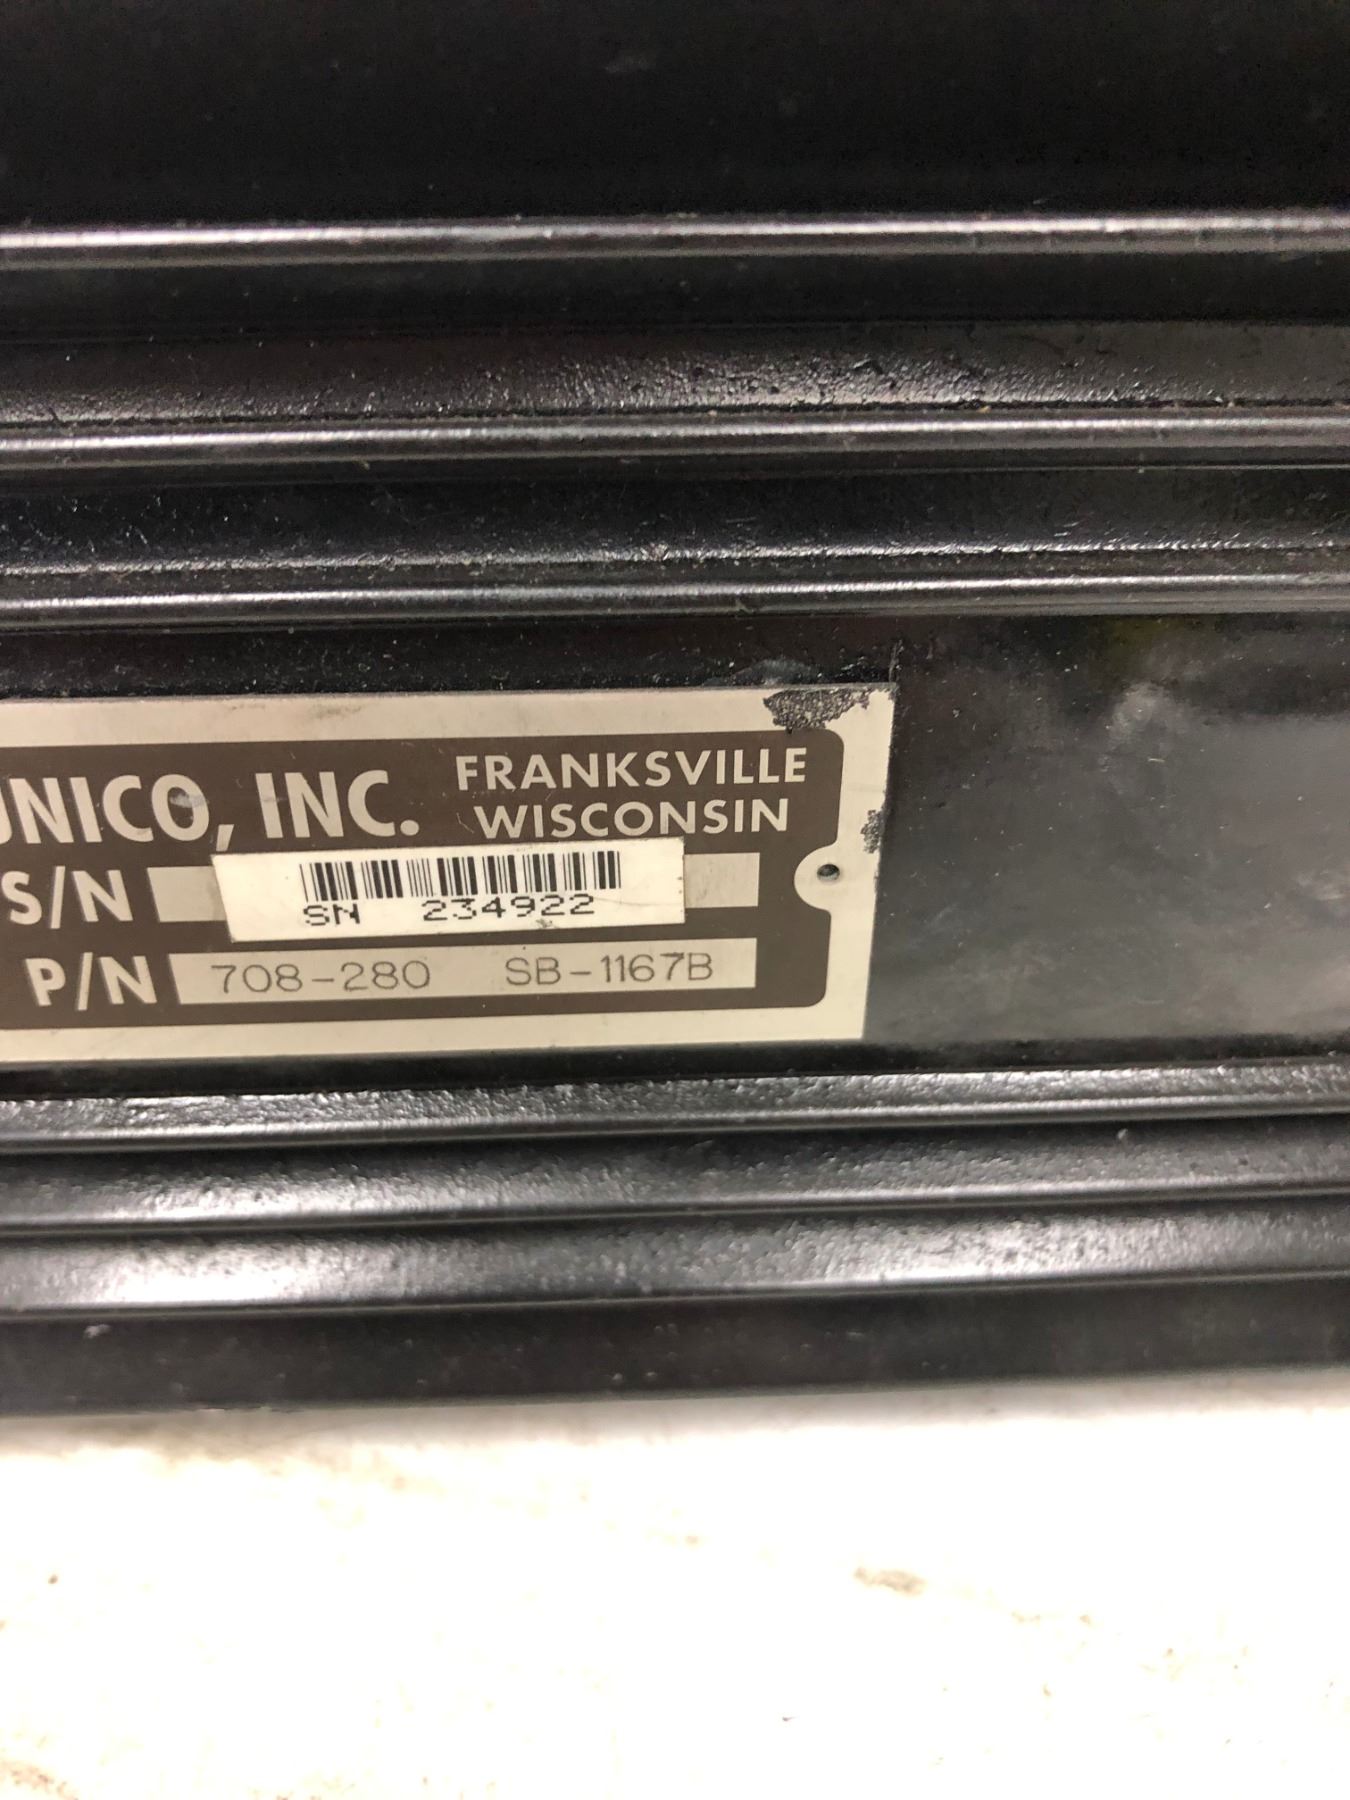 UNICO, INC. FRANKSVILLE
WISCONSIN
S/N SN 234922
P/N 708-280 SB-1167B